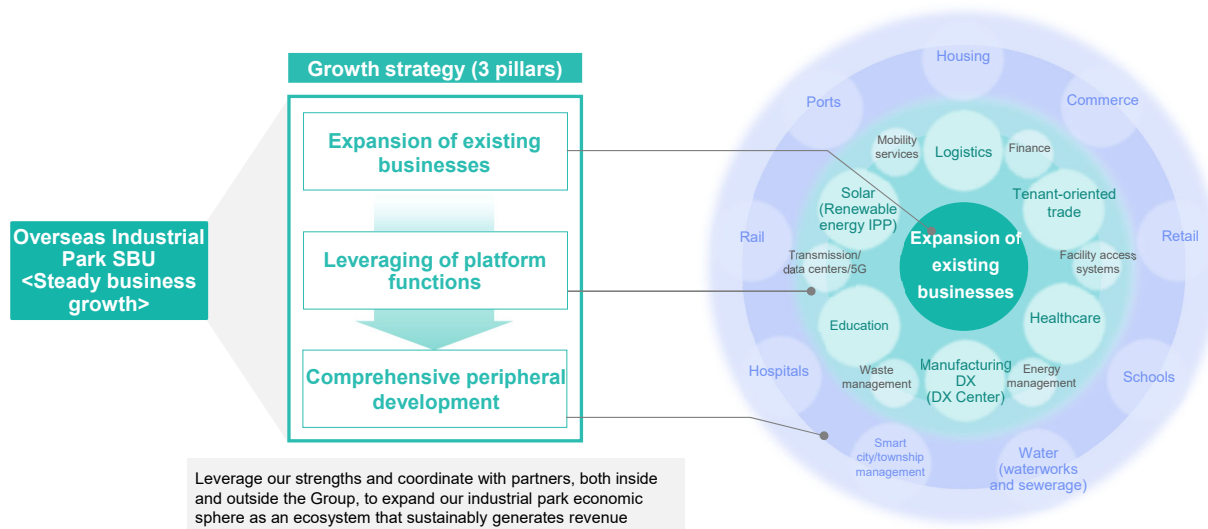 Growth strategy (3 pillars)
Expansion of existing
businesses
Leveraging of platform
functions
Comprehensive peripheral
development
Overseas Industrial
Park SBU
<Steady business
growth>
Leverage our strengths and coordinate with partners, both inside
and outside the Group, to expand our industrial park economic
sphere as an ecosystem that sustainably generates revenue
Housing
Ports
Commerce
Mobility
services
Logistics
Finance
Solar
(Renewable
energy IPP)
Tenant-oriented
trade
Rail
Transmission/
data centers/5G
Expansion of
existing
businesses
Facility access
systems
Retail
Education
Healthcare
Hospitals
Waste
management
Manufacturing
DX
(DX Center)
Energy
management
Schools
Smart
city/township
management
Water
(waterworks
and sewerage)